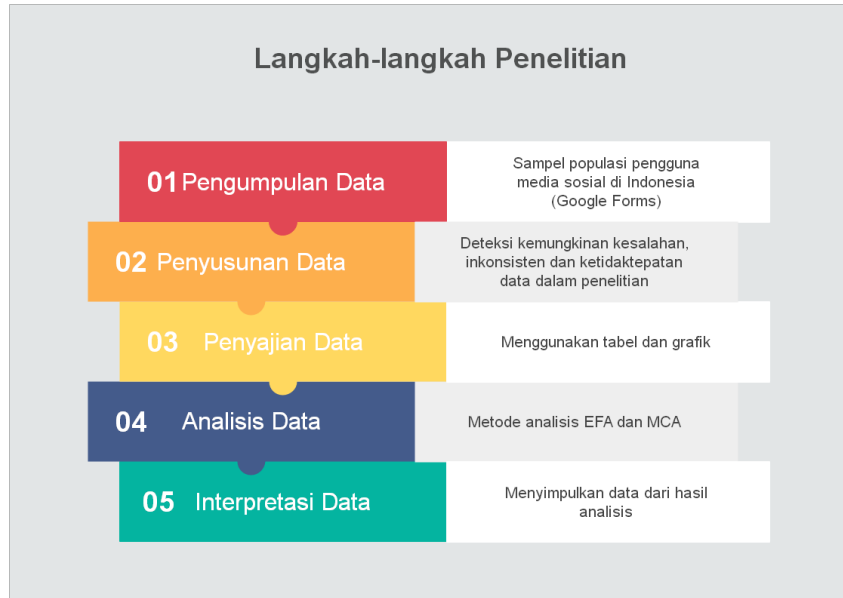 Langkah-langkah Penelitian
01 Pengumpulan Data
Sampel populasi pengguna
media sosial di Indonesia
(Google Forms)
02 Penyusunan Data
Deteksi kemungkinan kesalahan,
inkonsisten dan ketidaktepatan
data dalam penelitian
03 Penyajian Data
Menggunakan tabel dan grafik
04 Analisis Data
Metode analisis EFA dan MCA
05 Interpretasi Data
Menyimpulkan data dari hasil
analisis